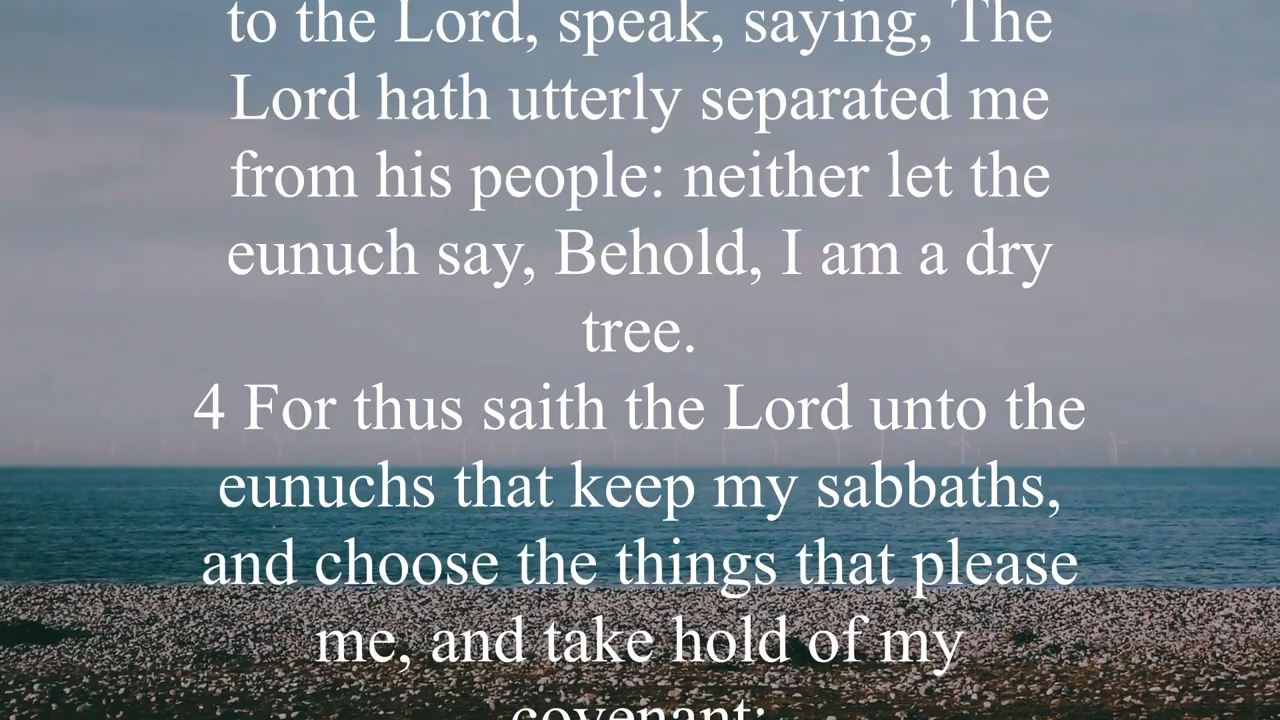 to the Lord, speak, saying, The
Lord hath utterly separated me
from his people: neither let the
eunuch say, Behold, I am a dry
tree.
4 For thus saith the Lord unto the
eunuchs that keep my sabbaths,
and choose the things that please
me, and take hold of my
covenant;